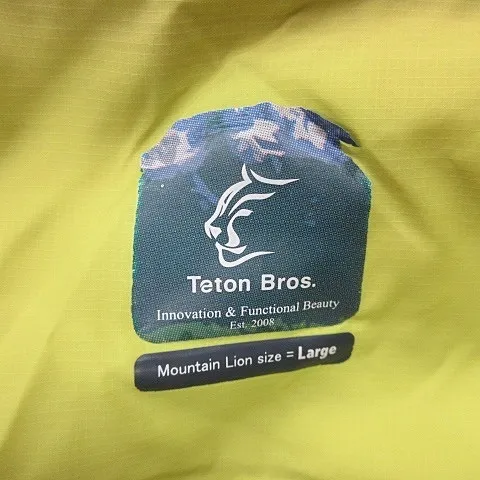 Teton Bros.
Innovation & Functional Beauty
Est. 2008
Mountain Lion size = Large